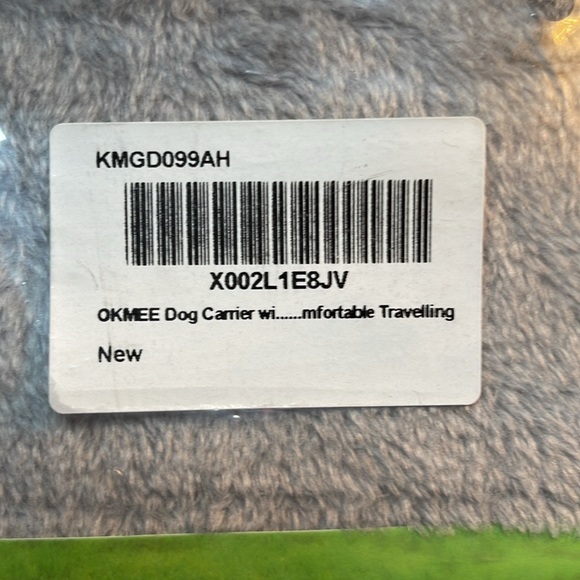 KMGD099AH
X002L1E8JV
OKMEE Dog Carrier wi......mfortable Travelling
New